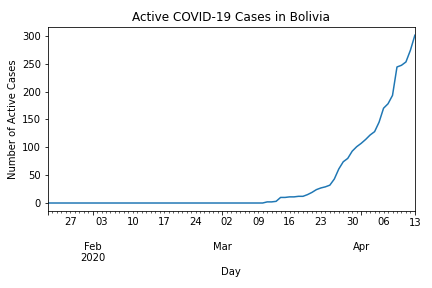 Active COVID-19 Cases in Bolivia
Number of Active Cases
300
250
200
150
100
50
0
27 03 10 17 24 02 09 16 23 30 06 13
Feb Mar Apr
2020
Day